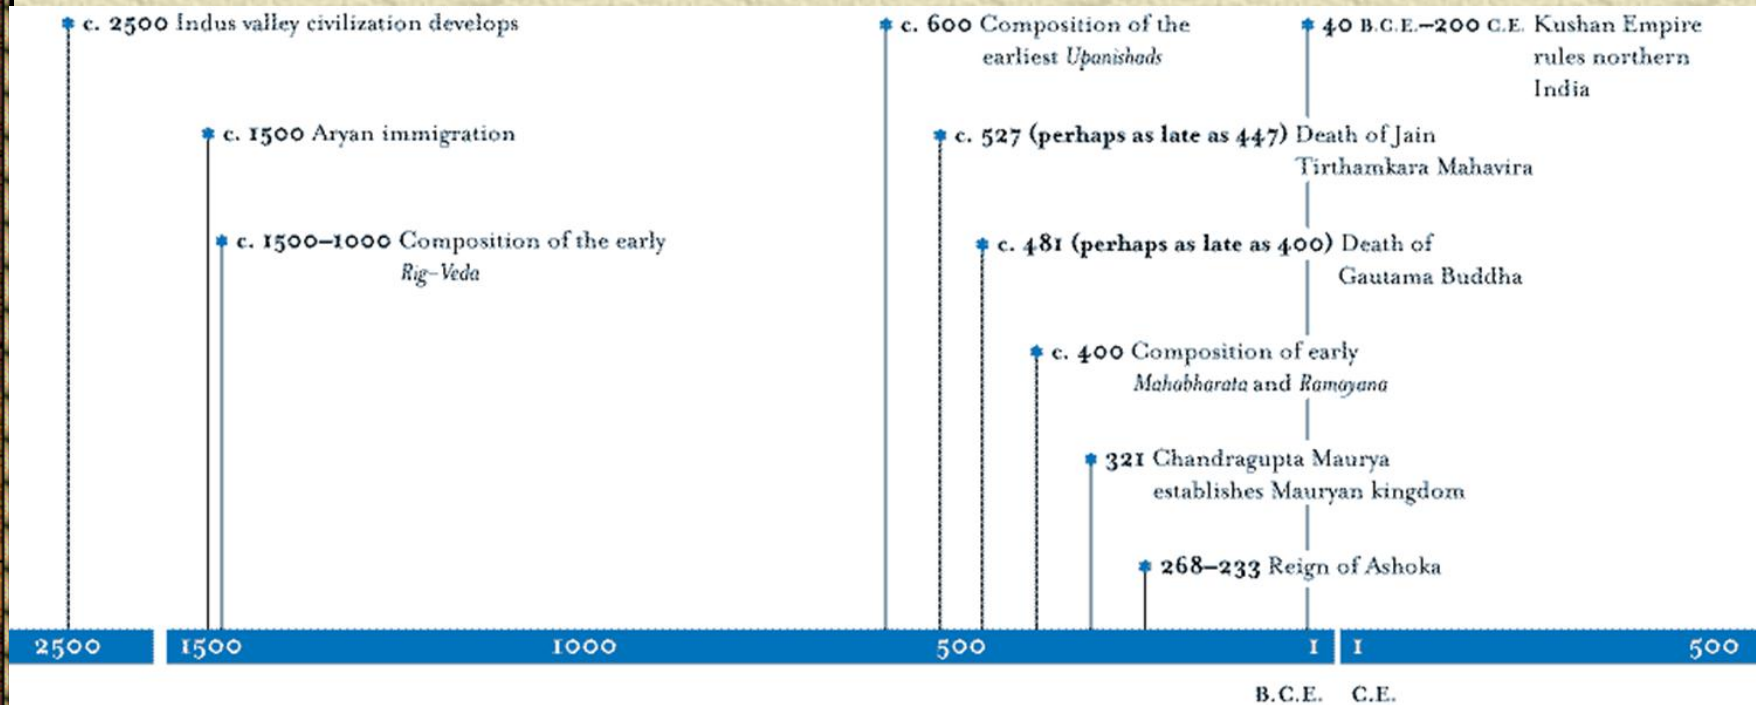 c. 2500 Indus valley civilization develops
c. 1500 Aryan immigration
c. 1500–1000 Composition of the early
Rig-Veda
c. 600 Composition of the
earliest Upanishads
c. 527 (perhaps as late as 447) Death of Jain
Tirthamkara Mahavira
c. 481 (perhaps as late as 400) Death of
Gautama Buddha
c. 400 Composition of early
Mahabharata and Ramayana
321 Chandragupta Maurya
establishes Mauryan kingdom
268–233 Reign of Ashoka
40 B.C.E.–200 C.E. Kushan Empire
rules northern
India
2500 1500 1000 500 1 1 500
B.C.E. C.E.